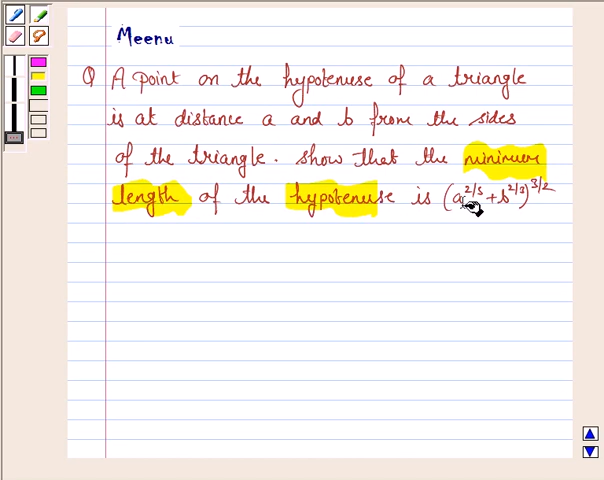 Meenu
Q A point on the hypotenuse of a triangle
is at distance a and b from the sides
of the triangle. Show that the minimum
length of the hypotenuse is (a^2/3 + b^2/3)^3/2